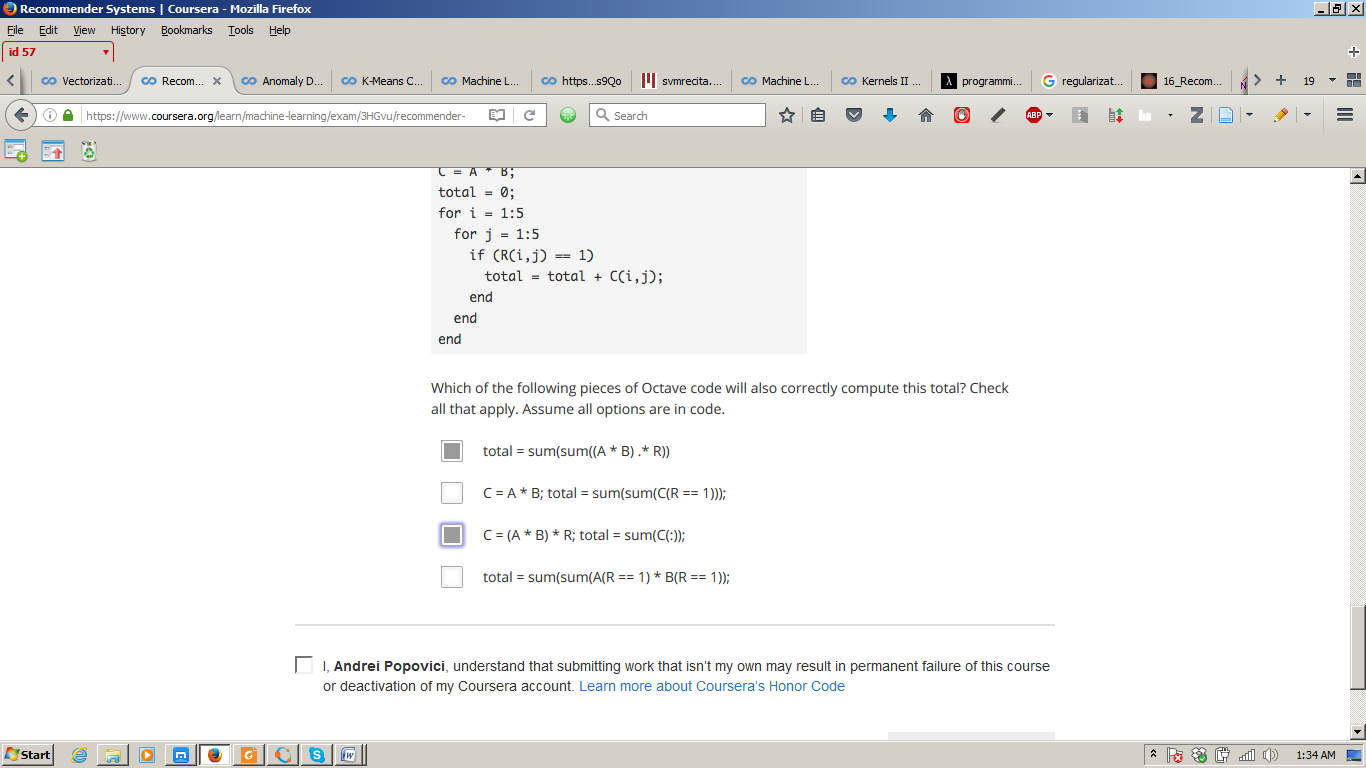 Recommender Systems | Coursera - Mozilla Firefox
File Edit View History Bookmarks Tools Help
id 57
Vectorizati... Recom... Anomaly D... K-Means C... Machine L... https...s9Qo svmrecita.... Machine L... Kernels II ... programmi... regularizat... 16_Recom... 19
https://www.coursera.org/learn/machine-learning/exam/3HGvu/recommender- Search ABP
C = A * B;
total = 0;
for i = 1:5
for j = 1:5
if (R(i,j) == 1)
total = total + C(i,j);
end
end
end
Which of the following pieces of Octave code will also correctly compute this total? Check
all that apply. Assume all options are in code.
total = sum(sum((A * B) .* R))
C = A * B; total = sum(sum(C(R == 1)));
C = (A * B) * R; total = sum(C(:));
total = sum(sum(A(R == 1) * B(R == 1));
I, Andrei Popovici, understand that submitting work that isn't my own may result in permanent failure of this course
or deactivation of my Coursera account. Learn more about Coursera's Honor Code
Start 1:34 AM